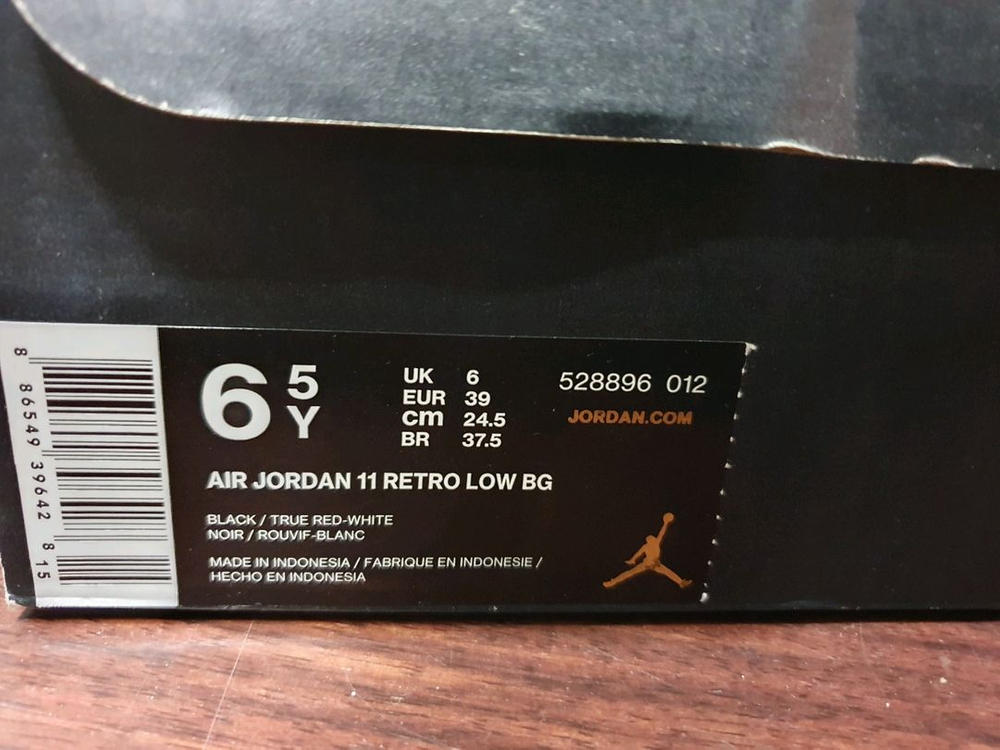 8 86549 39642 8 15
6 5Y
UK 6
EUR 39
cm 24.5
BR 37.5
528896 012
JORDAN.COM
AIR JORDAN 11 RETRO LOW BG
BLACK / TRUE RED-WHITE
NOIR / ROUVIF-BLANC
MADE IN INDONESIA / FABRIQUE EN INDONESIE /
HECHO EN INDONESIA